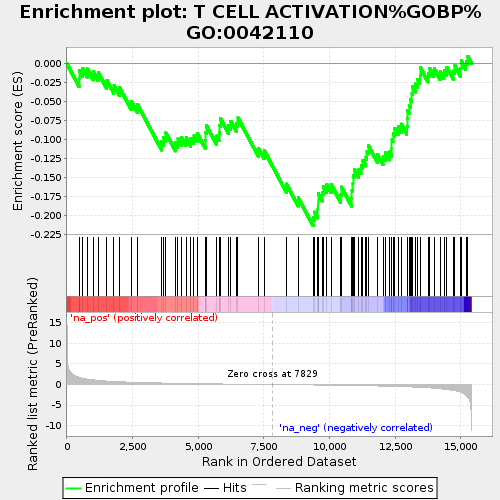 Enrichment plot: T CELL ACTIVATION%GOBP%
GO:0042110
Enrichment score (ES)
0.000
-0.025
-0.050
-0.075
-0.100
-0.125
-0.150
-0.175
-0.200
-0.225
'na_pos' (positively correlated)
Ranked list metric (PreRanked)
15
10
5
0
-5
-10
Zero cross at 7829
'na_neg' (negatively correlated)
0
2,500
5,000
7,500
10,000
12,500
15,000
Rank in Ordered Dataset
Enrichment profile
Hits
Ranking metric scores